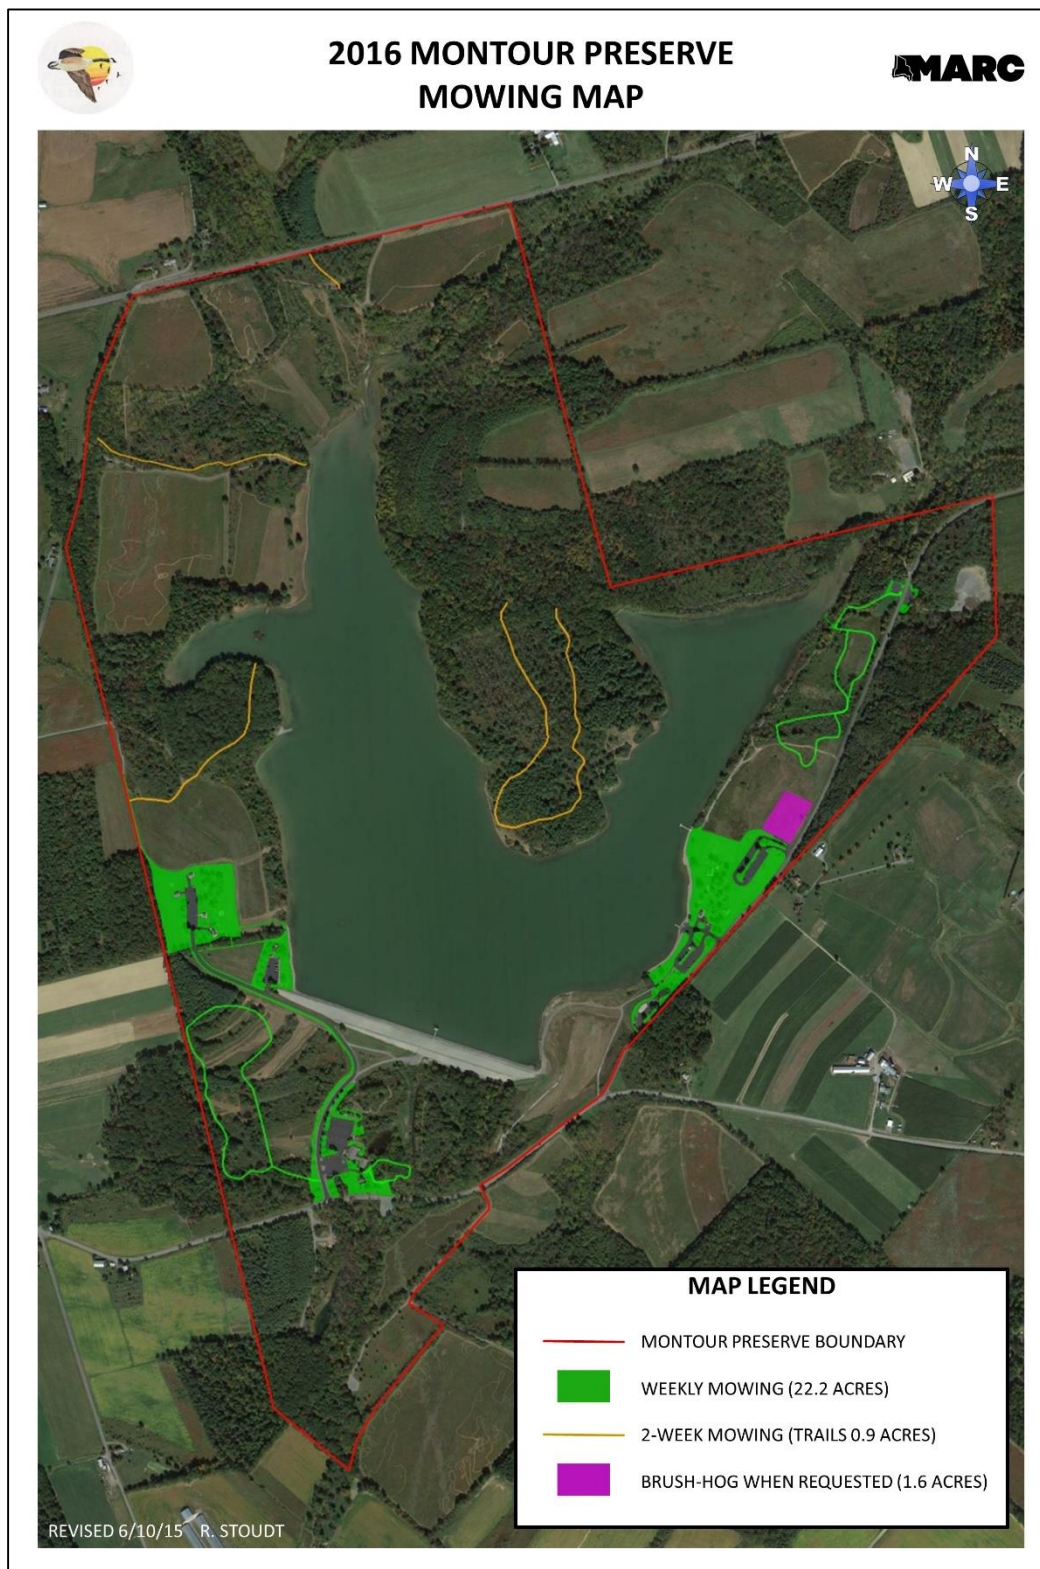 2016 MONTOUR PRESERVE
MOWING MAP
MARC
N
W E
S
MAP LEGEND
MONTOUR PRESERVE BOUNDARY
WEEKLY MOWING (22.2 ACRES)
2-WEEK MOWING (TRAILS 0.9 ACRES)
BRUSH-HOG WHEN REQUESTED (1.6 ACRES)
REVISED 6/10/15 R. STOUDT